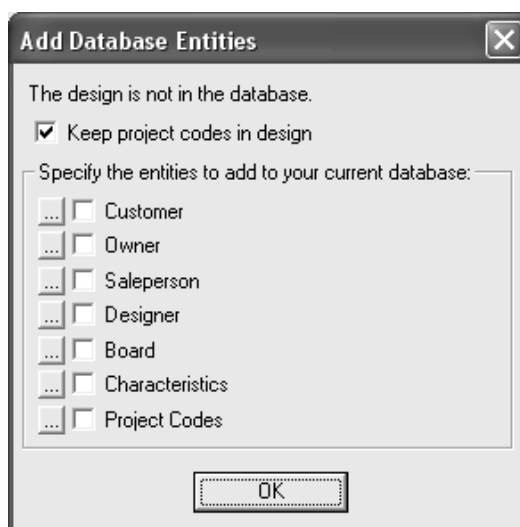 Add Database Entities
The design is not in the database.
Keep project codes in design
Specify the entities to add to your current database:
... Customer
... Owner
... Saleperson
... Designer
... Board
... Characteristics
... Project Codes
OK